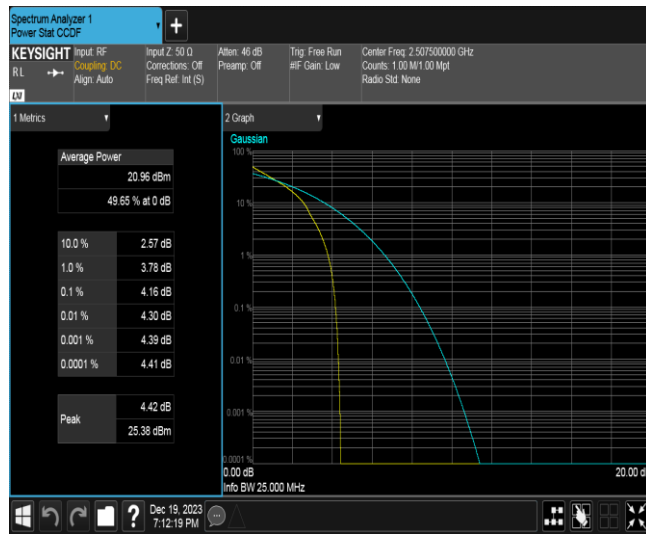 Spectrum Analyzer 1
Power Stat CCDF
+
KEYSIGHT
RL
LXI
Input: RF
Coupling: DC
Align: Auto
Input Z: 50 Ω
Corrections: Off
Freq Ref: Int (S)
Atten: 46 dB
Preamp: Off
Trig: Free Run
#IF Gain: Low
Center Freq: 2.507500000 GHz
Counts: 1.00 M/1.00 Mpt
Radio Std: None
1 Metrics
Average Power
20.96 dBm
49.65 % at 0 dB
10.0 % 2.57 dB
1.0 % 3.78 dB
0.1 % 4.16 dB
0.01 % 4.30 dB
0.001 % 4.39 dB
0.0001 % 4.41 dB
Peak 4.42 dB
25.38 dBm
2 Graph
Gaussian
100 %
10 %
1 %
0.1 %
0.01 %
0.001 %
0.0001 %
0.00 dB 20.00 d
Info BW 25.000 MHz
?
Dec 19, 2023
7:12:19 PM